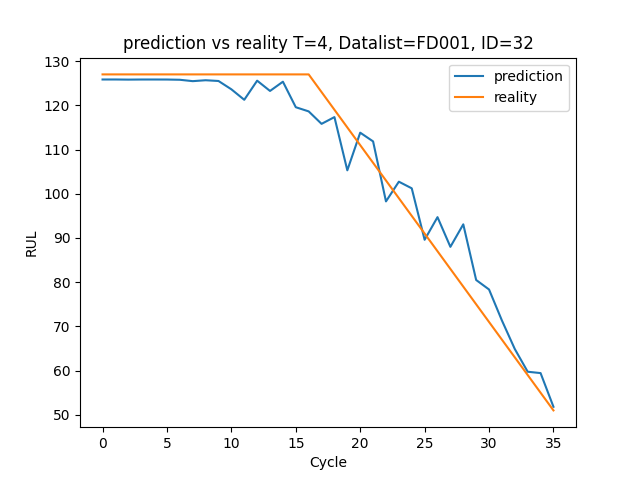 prediction vs reality T=4, Datalist=FD001, ID=32
130
120
110
100
90
80
70
60
50
RUL
prediction
reality
0 5 10 15 20 25 30 35
Cycle